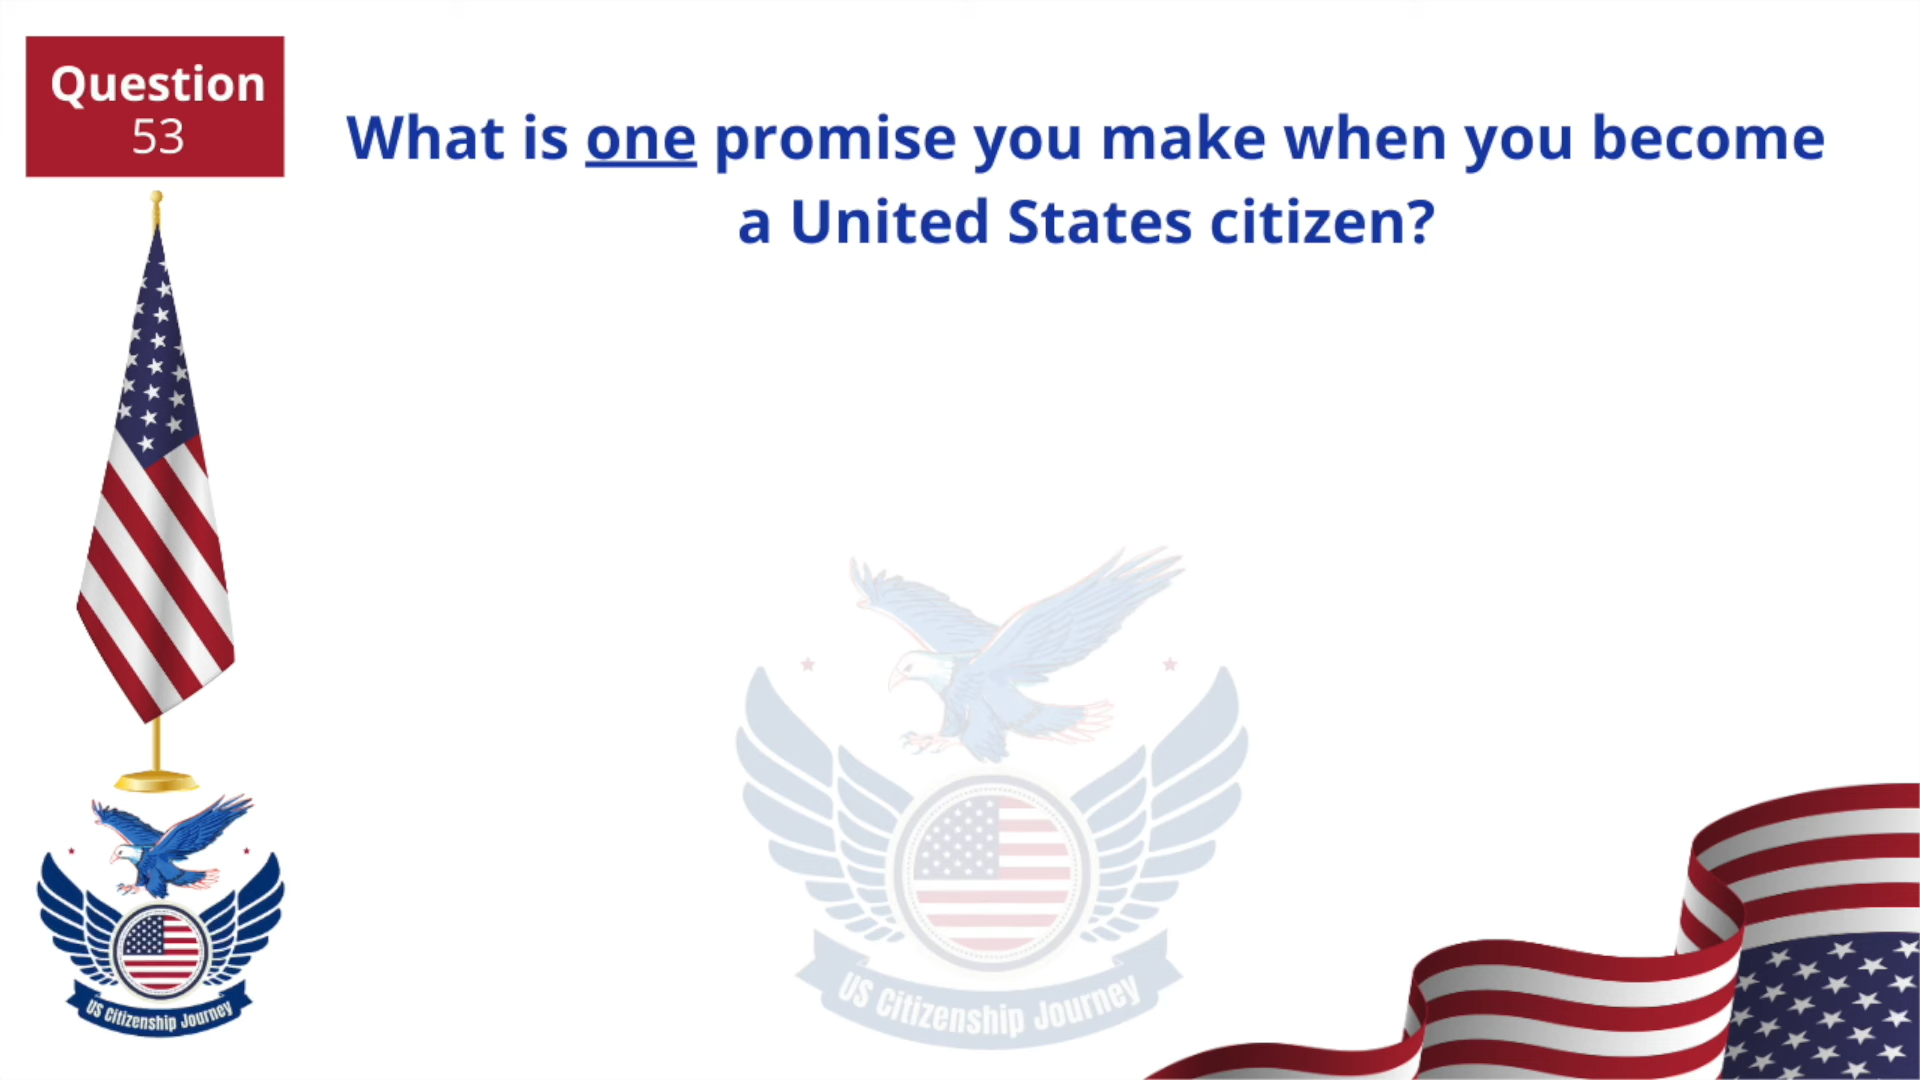 Question
53
What is one promise you make when you become
a United States citizen?
US Citizenship Journey
US Citizenship Journey